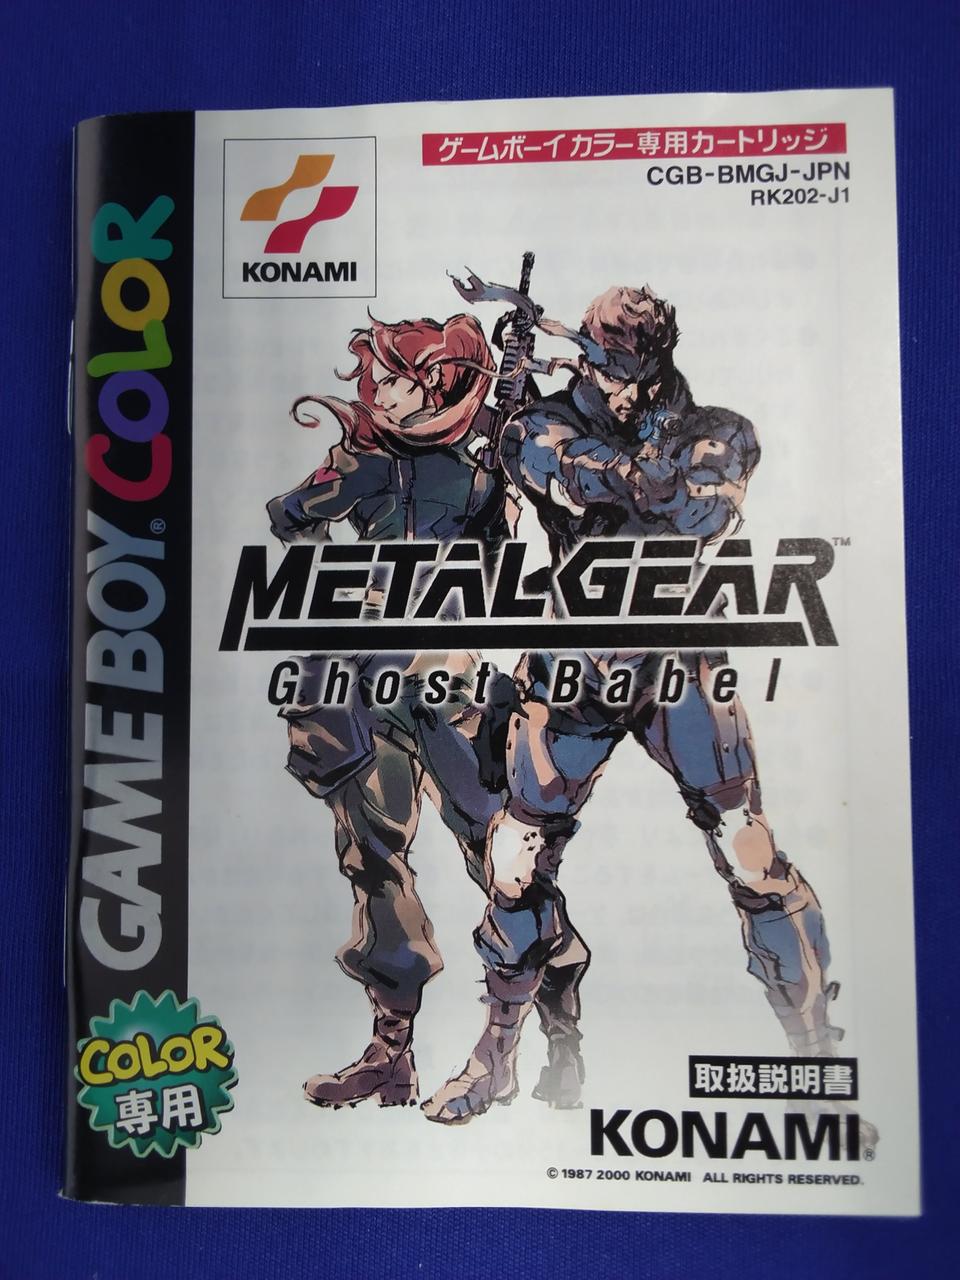 KONAMI
ゲームボーイカラー専用カートリッジ
CGB-BMGJ-JPN
RK202-J1
GAME BOY® COLOR
METAL GEAR™
Ghost Babel
COLOR
専用
取扱説明書
KONAMI®
© 1987 2000 KONAMI ALL RIGHTS RESERVED.